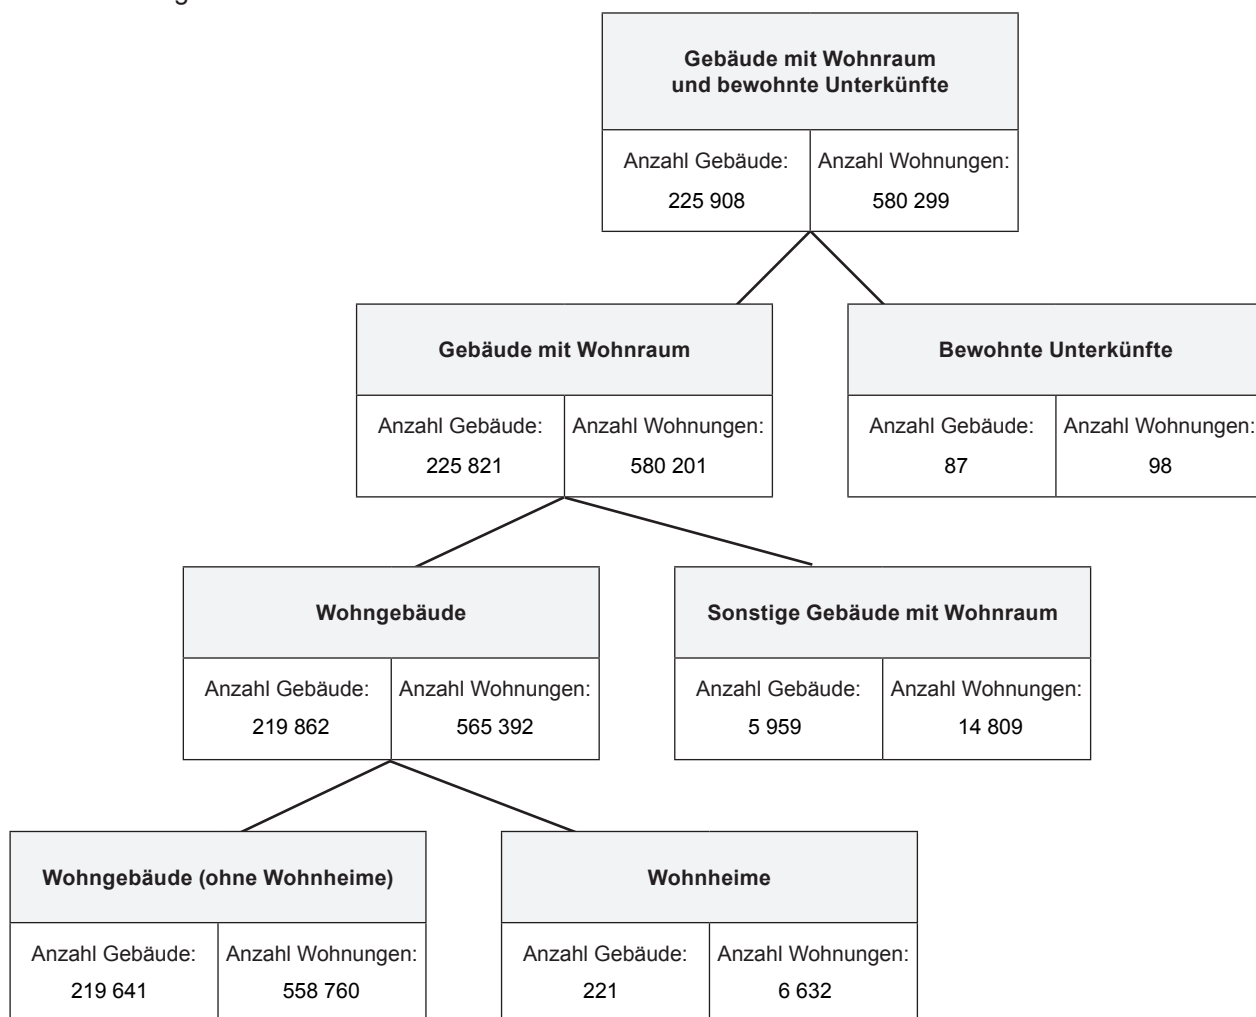 Gebäude mit Wohnraum
und bewohnte Unterkünfte
Anzahl Gebäude: Anzahl Wohnungen:
225 908 580 299
Gebäude mit Wohnraum
Anzahl Gebäude: Anzahl Wohnungen:
225 821 580 201
Bewohnte Unterkünfte
Anzahl Gebäude: Anzahl Wohnungen:
87 98
Wohngebäude
Anzahl Gebäude: Anzahl Wohnungen:
219 862 565 392
Sonstige Gebäude mit Wohnraum
Anzahl Gebäude: Anzahl Wohnungen:
5 959 14 809
Wohngebäude (ohne Wohnheime)
Anzahl Gebäude: Anzahl Wohnungen:
219 641 558 760
Wohnheime
Anzahl Gebäude: Anzahl Wohnungen:
221 6 632